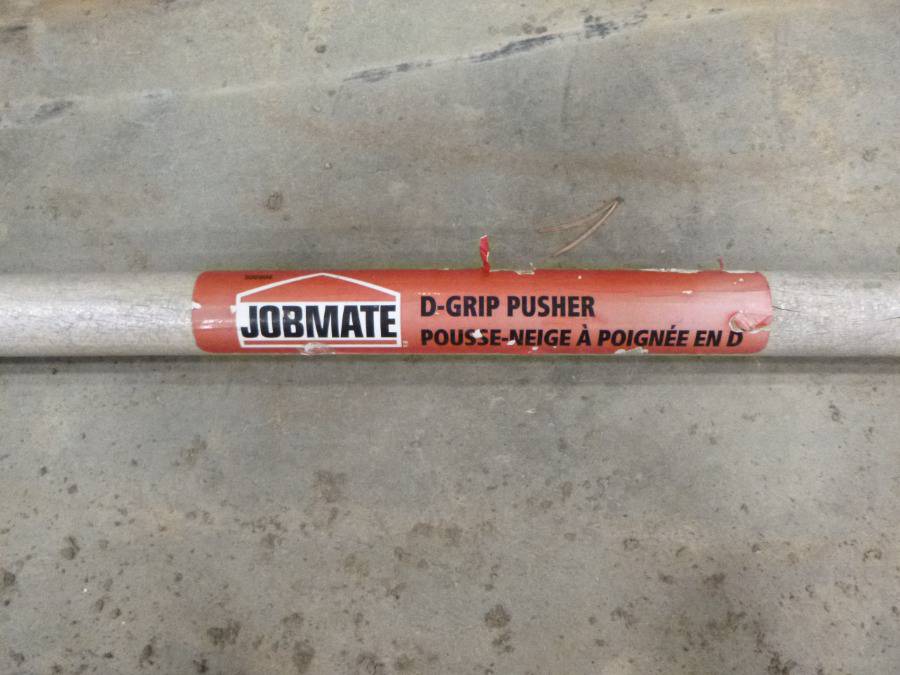 JOBMATE
D-GRIP PUSHER
POUSSE-NEIGE À POIGNÉE EN D